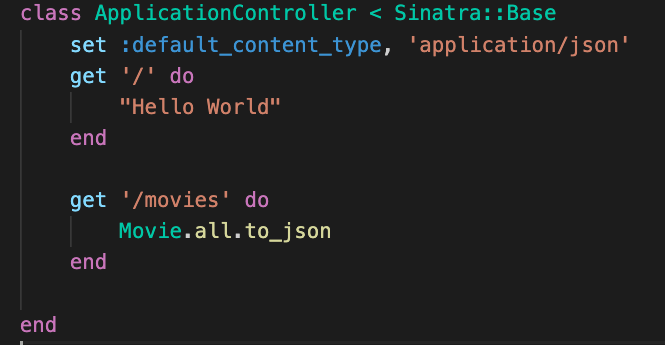 class ApplicationController < Sinatra::Base
    set :default_content_type, 'application/json'
    get '/' do
        "Hello World"
    end

    get '/movies' do
        Movie.all.to_json
    end

end